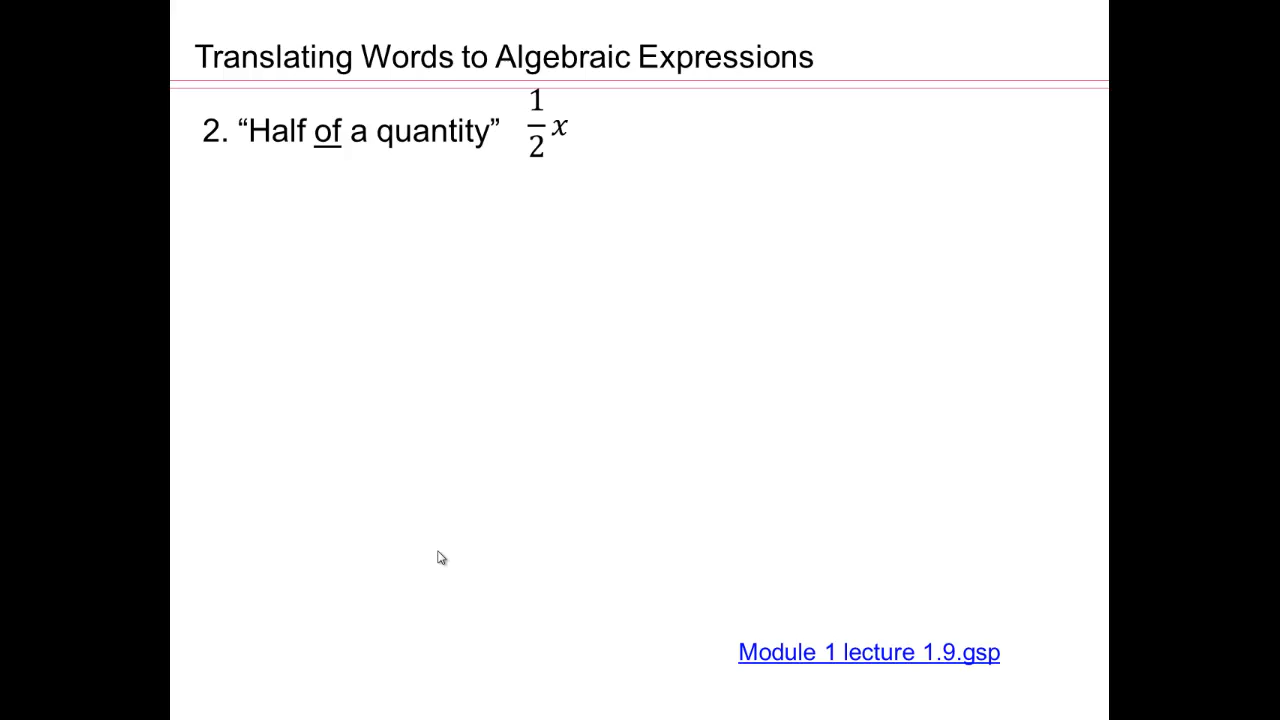 Translating Words to Algebraic Expressions
2. “Half of a quantity” 1/2 x
Module 1 lecture 1.9.gsp